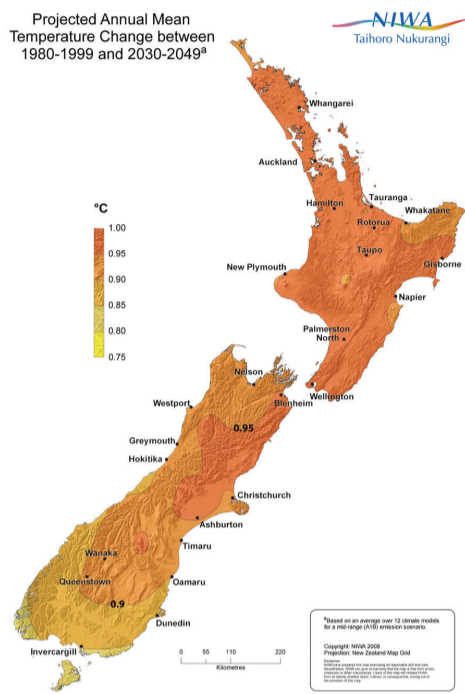 Projected Annual Mean
Temperature Change between
1980-1999 and 2030-2049ᵃ
NIWA
Taihoro Nukurangi
Whangarei
Auckland
Hamilton
Tauranga
Whakatane
Rotorua
Taupo
Gisborne
New Plymouth
Napier
Palmerston
North
Wellington
°C
1.00
0.95
0.90
0.85
0.80
0.75
Nelson
Blenheim
Westport
0.95
Greymouth
Hokitika
Christchurch
Ashburton
Timaru
Wanaka
Queenstown
Oamaru
0.9
Dunedin
Invercargill
0 55 110 220
Kilometres
ᵃBased on an average over 12 climate models
for a mid-range (A1B) emission scenario.
Copyright: NIWA 2008
Projection: New Zealand Map Grid
Disclaimer